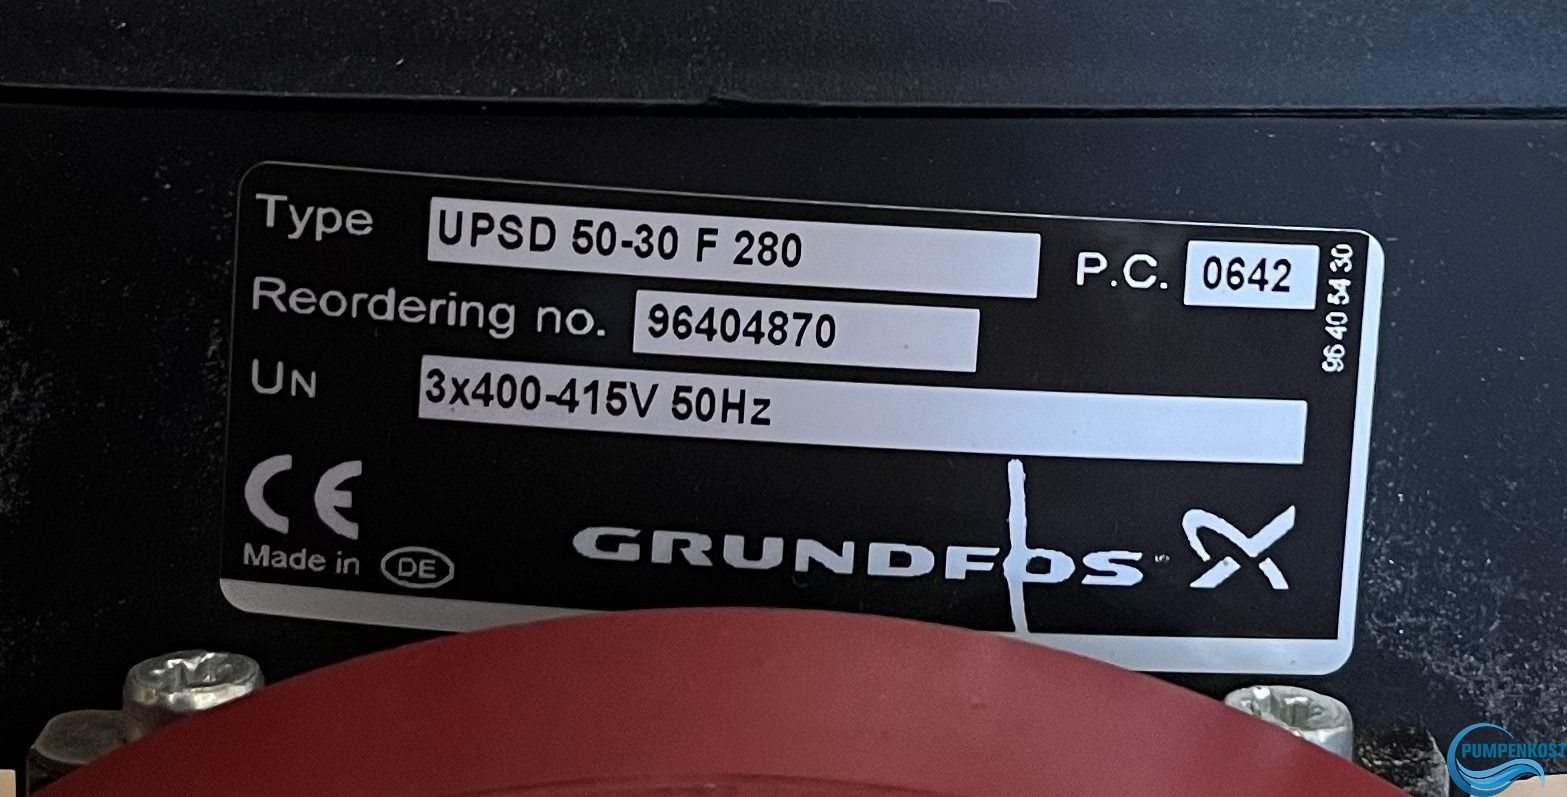 Type UPSD 50-30 F 280 P.C. 0642
Reordering no. 96404870
UN 3x400-415V 50Hz
96 40 54 30
CE
Made in DE
GRUNDFOS
PUMPENKOST